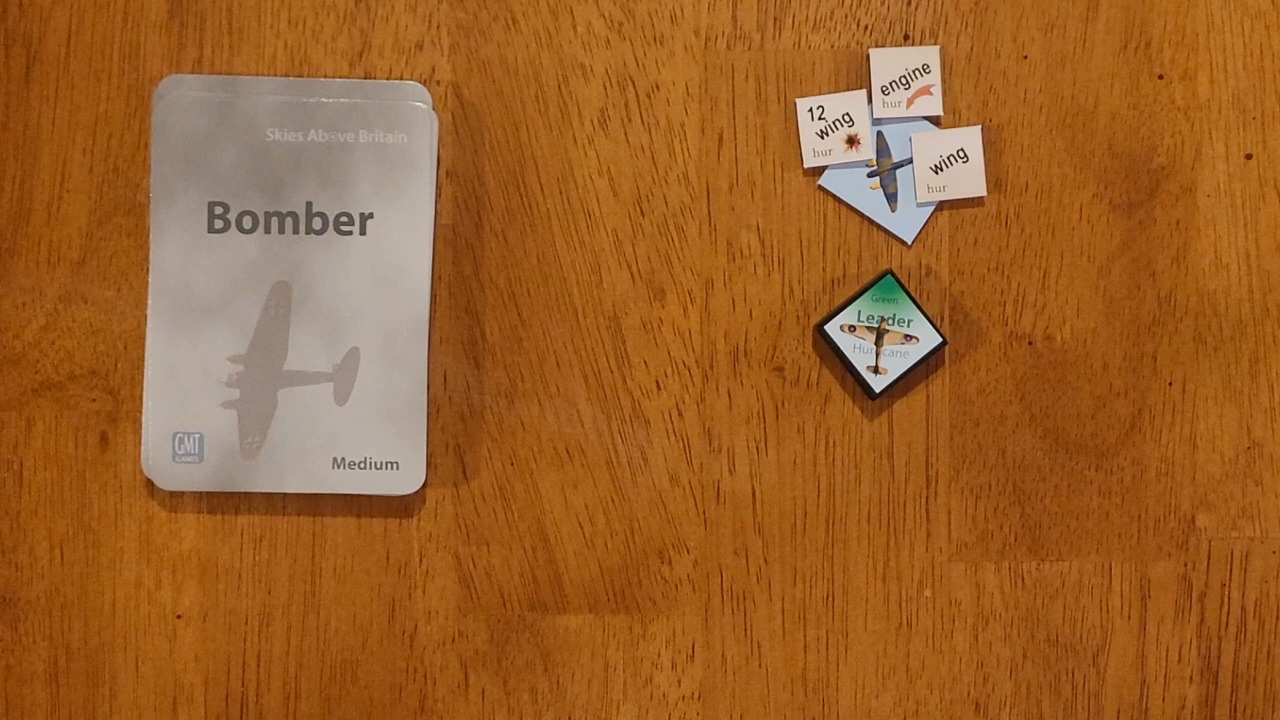 Skies Above Britain
Bomber
GMT
GAMES
Medium
engine
hur
12
wing
hur
wing
hur
Green
Leader
Hurricane